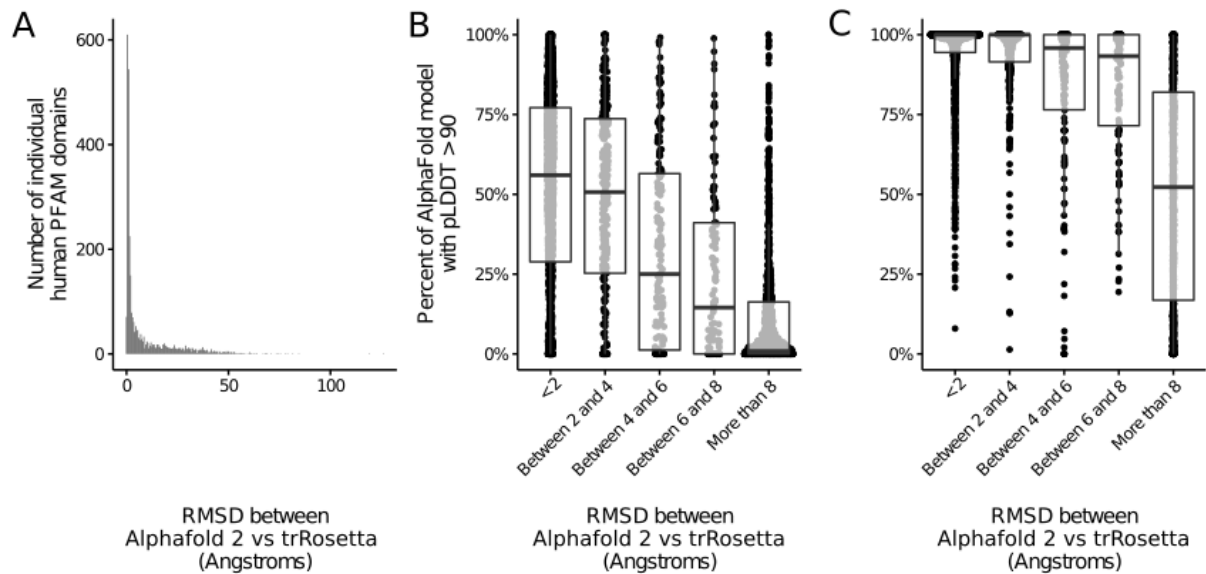 A
Number of individual
human PFAM domains
600
400
200
0
0
50
100
RMSD between
Alphafold 2 vs trRosetta
(Angstroms)
B
Percent of AlphaFold model
with pLDDT > 90
100%
75%
50%
25%
0%
<2
Between 2 and 4
Between 4 and 6
Between 6 and 8
More than 8
RMSD between
Alphafold 2 vs trRosetta
(Angstroms)
C
100%
75%
50%
25%
0%
<2
Between 2 and 4
Between 4 and 6
Between 6 and 8
More than 8
RMSD between
Alphafold 2 vs trRosetta
(Angstroms)